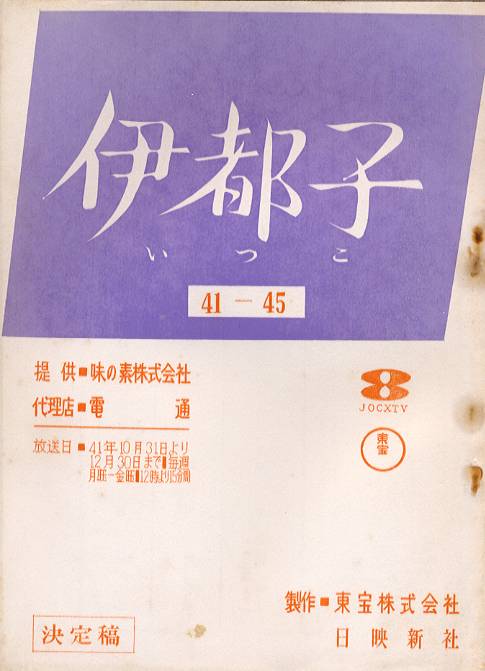 伊都子
いつこ
41－45
提供■味の素株式会社
代理店■電通
放送日■41年10月31日より
12月30日まで■毎週
月曜－金曜■12時より15分間
8
JOCXTV
東宝
製作■東宝株式会社
日映新社
決定稿